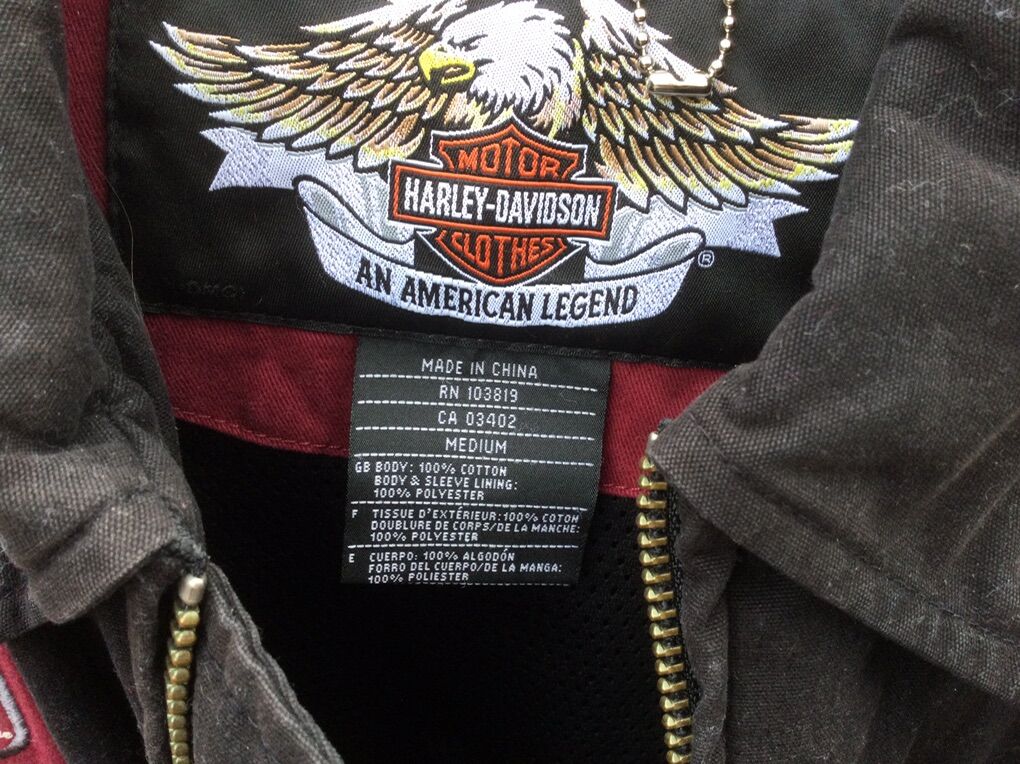 MOTOR
HARLEY-DAVIDSON
CLOTHES
®
AN AMERICAN LEGEND
MADE IN CHINA
RN 103819
CA 03402
MEDIUM
GB BODY: 100% COTTON
BODY & SLEEVE LINING:
100% POLYESTER
F TISSUE D'EXTÉRIEUR: 100% COTON
DOUBLURE DE CORPS/DE LA MANCHE:
100% POLYESTER
E CUERPO: 100% ALGODÓN
FORRO DEL CUERPO/DE LA MANGA:
100% POLIESTER